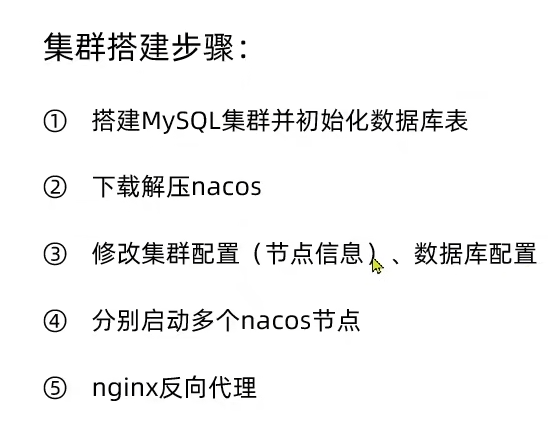 集群搭建步骤：
① 搭建MySQL集群并初始化数据库表
② 下载解压nacos
③ 修改集群配置（节点信息）、数据库配置
④ 分别启动多个nacos节点
⑤ nginx反向代理